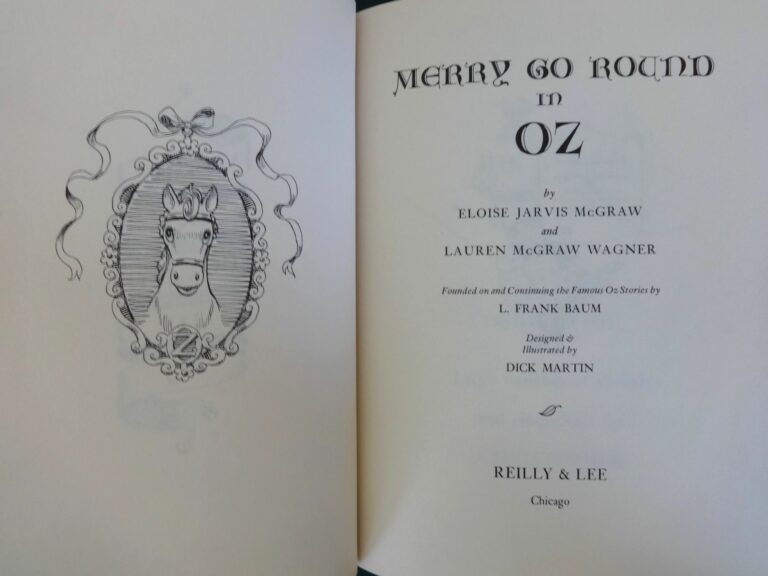 OZ
MERRY GO ROUND
IN
OZ
by
ELOISE JARVIS McGRAW
and
LAUREN McGRAW WAGNER
Founded on and Continuing the Famous Oz Stories by
L. FRANK BAUM
Designed &
Illustrated by
DICK MARTIN
REILLY & LEE
Chicago